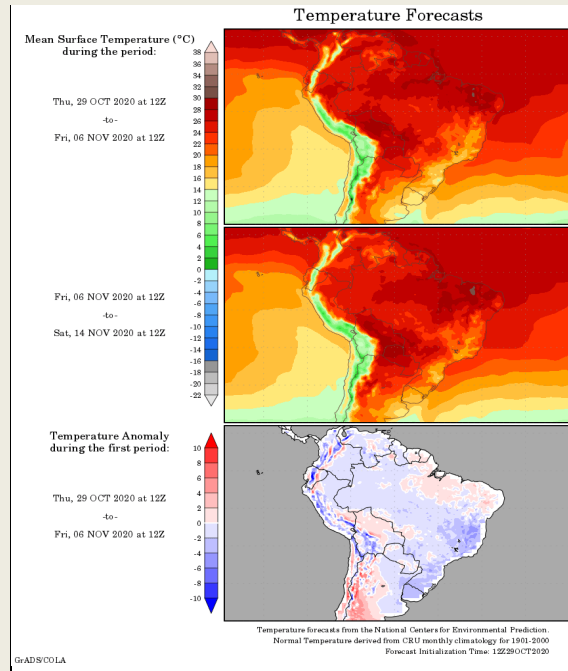 Temperature Forecasts
Mean Surface Temperature (°C)
during the period:
Thu, 29 OCT 2020 at 12Z
-to-
Fri, 06 NOV 2020 at 12Z
38
36
34
32
30
28
26
24
22
20
18
16
14
12
10
8
6
4
2
0
-2
-4
-6
-8
-10
-12
-14
-16
-18
-20
-22
Fri, 06 NOV 2020 at 12Z
-to-
Sat, 14 NOV 2020 at 12Z
Temperature Anomaly
during the first period:
Thu, 29 OCT 2020 at 12Z
-to-
Fri, 06 NOV 2020 at 12Z
10
8
6
4
2
0
-2
-4
-6
-8
-10
Temperature forecasts from the National Centers for Environmental Prediction.
Normal Temperature derived from CRU monthly climatology for 1901-2000
Forecast Initialization Time: 12Z29OCT2020
GrADS/COLA